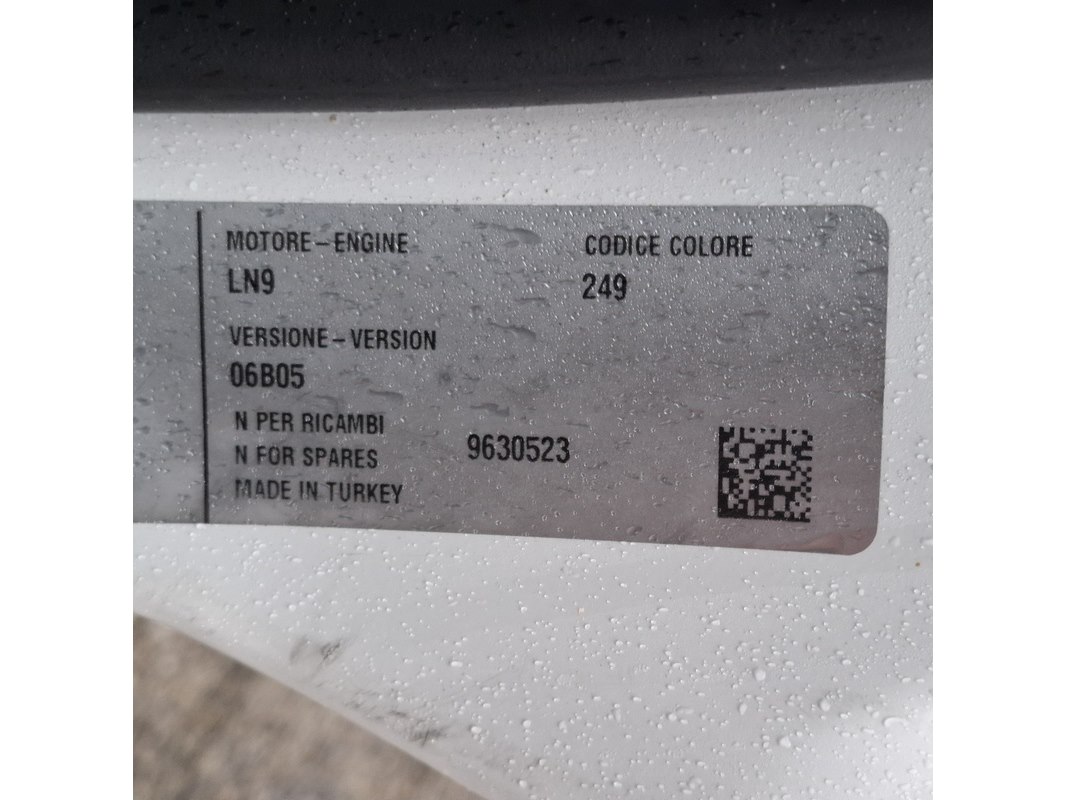 MOTORE-ENGINE
LN9
CODICE COLORE
249
VERSIONE-VERSION
06B05
N PER RICAMBI
N FOR SPARES
9630523
MADE IN TURKEY